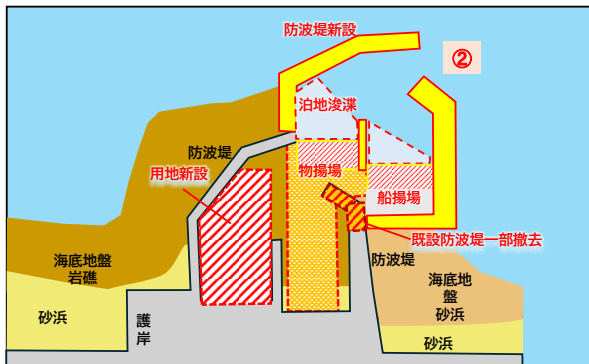 防波堤新設
②
泊地浚渫
防波堤
物揚場
用地新設
船揚場
既設防波堤一部撤去
防波堤
海底地盤
岩礁
海底地
盤
砂浜
砂浜
護
岸
砂浜